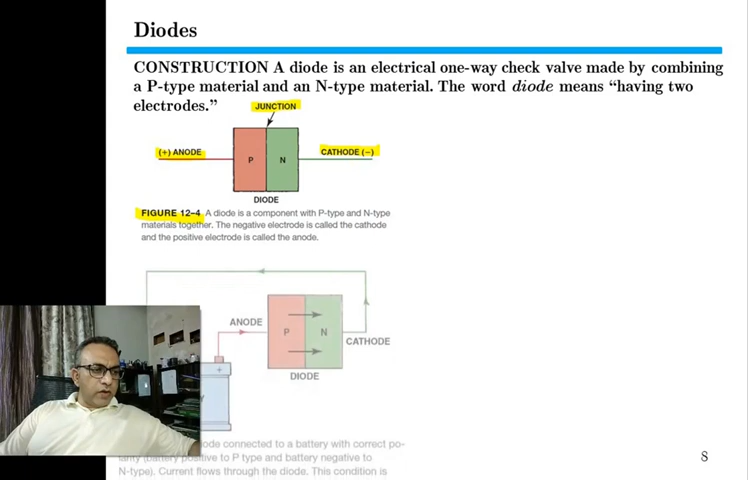 Diodes
CONSTRUCTION A diode is an electrical one-way check valve made by combining
a P-type material and an N-type material. The word diode means “having two
electrodes.”
JUNCTION
(+) ANODE
P
N
CATHODE (−)
DIODE
FIGURE 12–4 A diode is a component with P-type and N-type
materials together. The negative electrode is called the cathode
and the positive electrode is called the anode.
ANODE
P
N
CATHODE
DIODE
+
ode connected to a battery with correct po-
larity (battery positive to P type and battery negative to
N-type). Current flows through the diode. This condition is
8